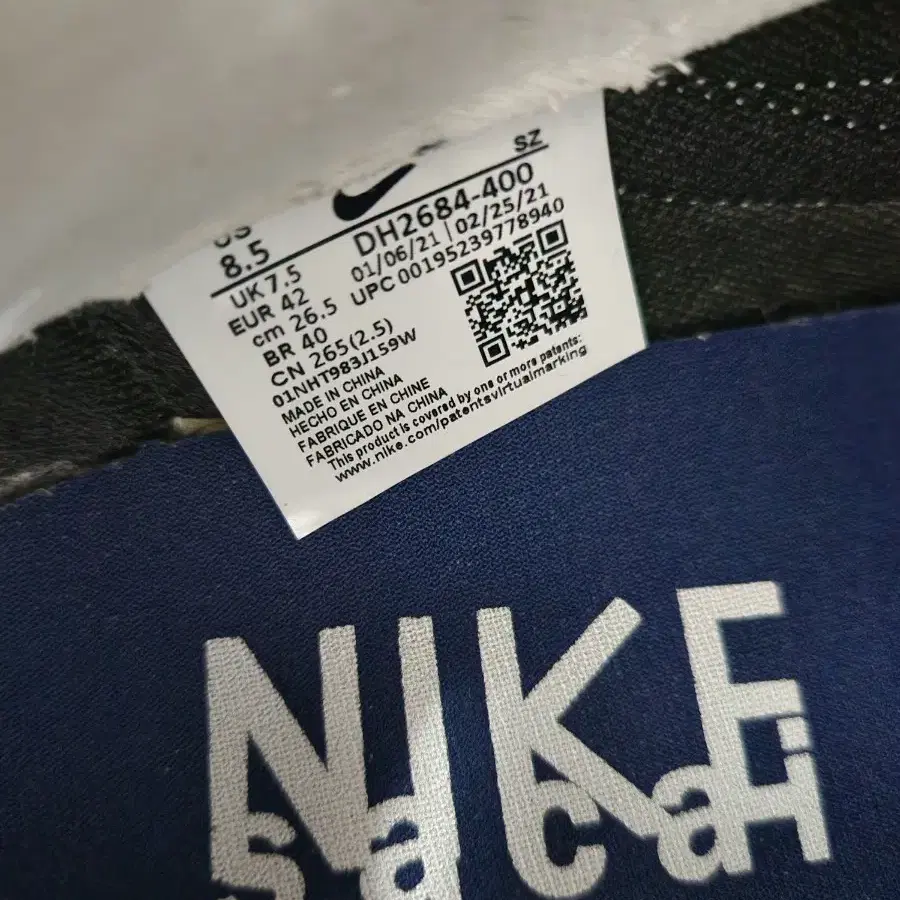 US
8.5
UK 7.5
EUR 42
cm 26.5
BR 40
CN 265(2.5)
01NHT983J159W
MADE IN CHINA
HECHO EN CHINA
FABRIQUE EN CHINE
FABRICADO NA CHINA
This product is covered by one or more patents:
www.nike.com/patentsvirtualmarking
SZ
DH2684-400
01/06/21 | 02/25/21
UPC 00195239778940
NIKE
sacai